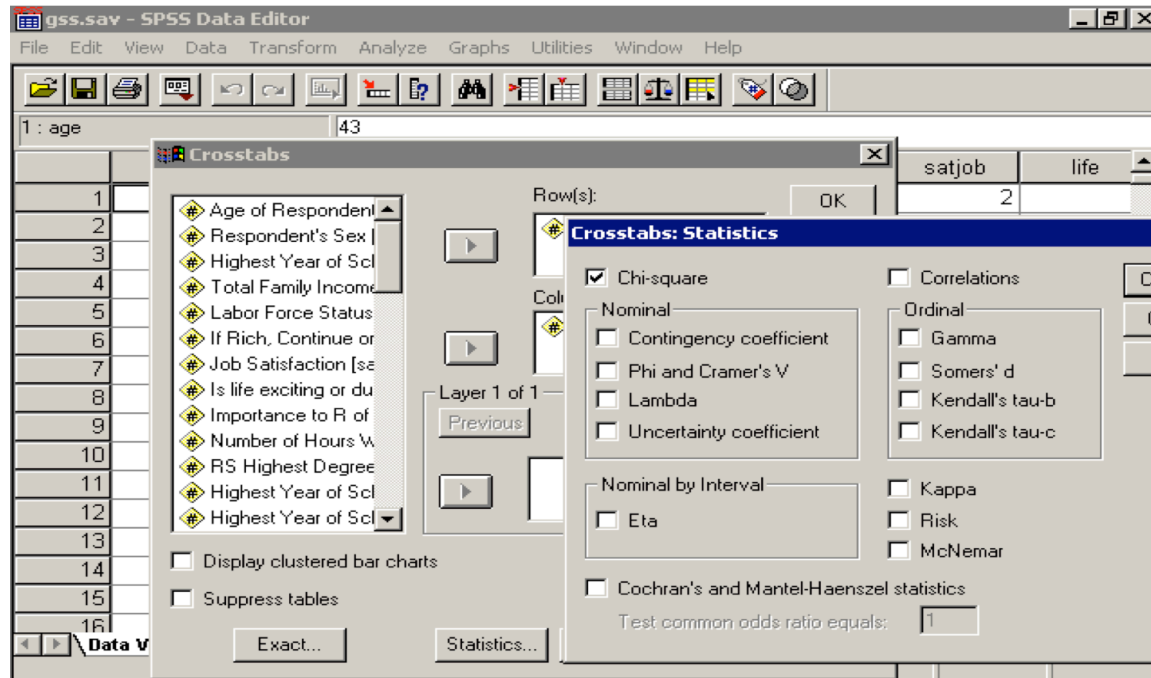 gss.sav - SPSS Data Editor
File Edit View Data Transform Analyze Graphs Utilities Window Help
1 : age 43
satjob life
1 2
2
3
4
5
6
7
8
9
10
11
12
13
14
15
16
Data V
Crosstabs
Age of Respondent
Respondent's Sex [
Highest Year of Scl
Total Family Income
Labor Force Status
If Rich, Continue or
Job Satisfaction [sa
Is life exciting or du
Importance to R of
Number of Hours W
RS Highest Degree
Highest Year of Scl
Highest Year of Scl
Row(s):
OK
Colu
Layer 1 of 1
Previous
Display clustered bar charts
Suppress tables
Exact...
Statistics...
Crosstabs: Statistics
Chi-square
Correlations
Nominal
Contingency coefficient
Phi and Cramer's V
Lambda
Uncertainty coefficient
Ordinal
Gamma
Somers' d
Kendall's tau-b
Kendall's tau-c
Nominal by Interval
Eta
Kappa
Risk
McNemar
Cochran's and Mantel-Haenszel statistics
Test common odds ratio equals: 1